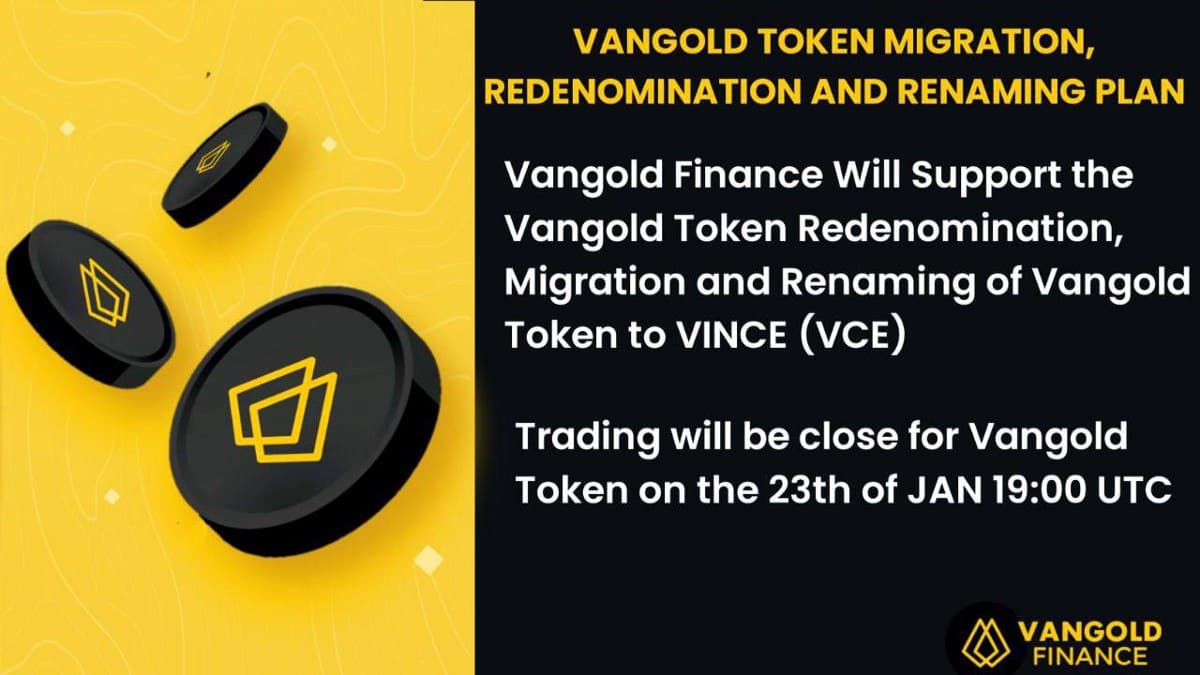 VANGOLD TOKEN MIGRATION,
REDENOMINATION AND RENAMING PLAN
Vangold Finance Will Support the
Vangold Token Redenomination,
Migration and Renaming of Vangold
Token to VINCE (VCE)
Trading will be close for Vangold
Token on the 23th of JAN 19:00 UTC
VANGOLD
FINANCE